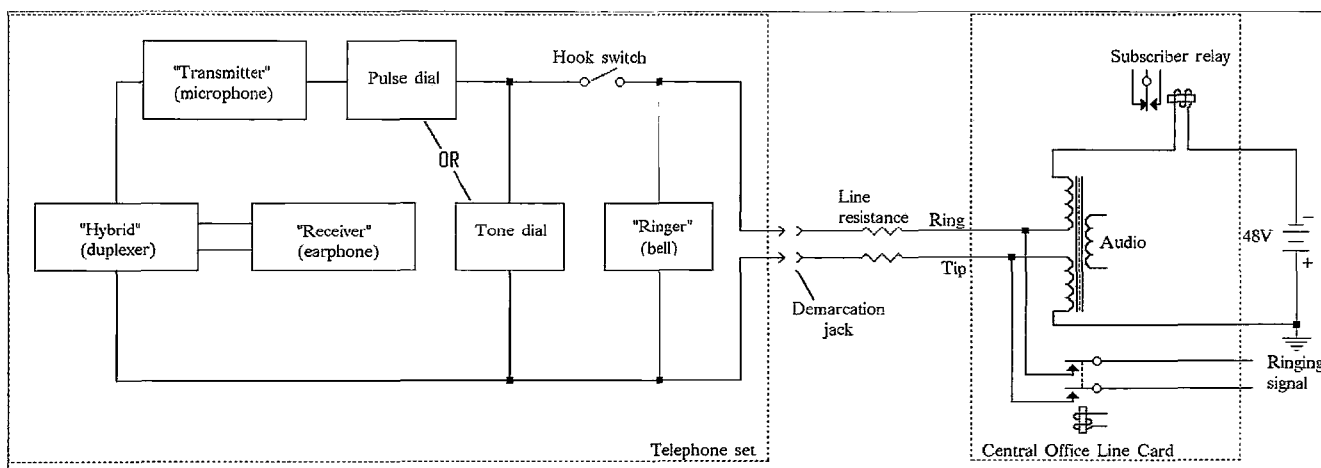 Hook switch
Subscriber relay
"Transmitter"
(microphone)
Pulse dial
OR
"Hybrid"
(duplexer)
"Receiver"
(earphone)
Tone dial
"Ringer"
(bell)
Line
resistance
Ring
Tip
Demarcation
jack
Audio
48V
−
+
Ringing
signal
Telephone set
Central Office Line Card